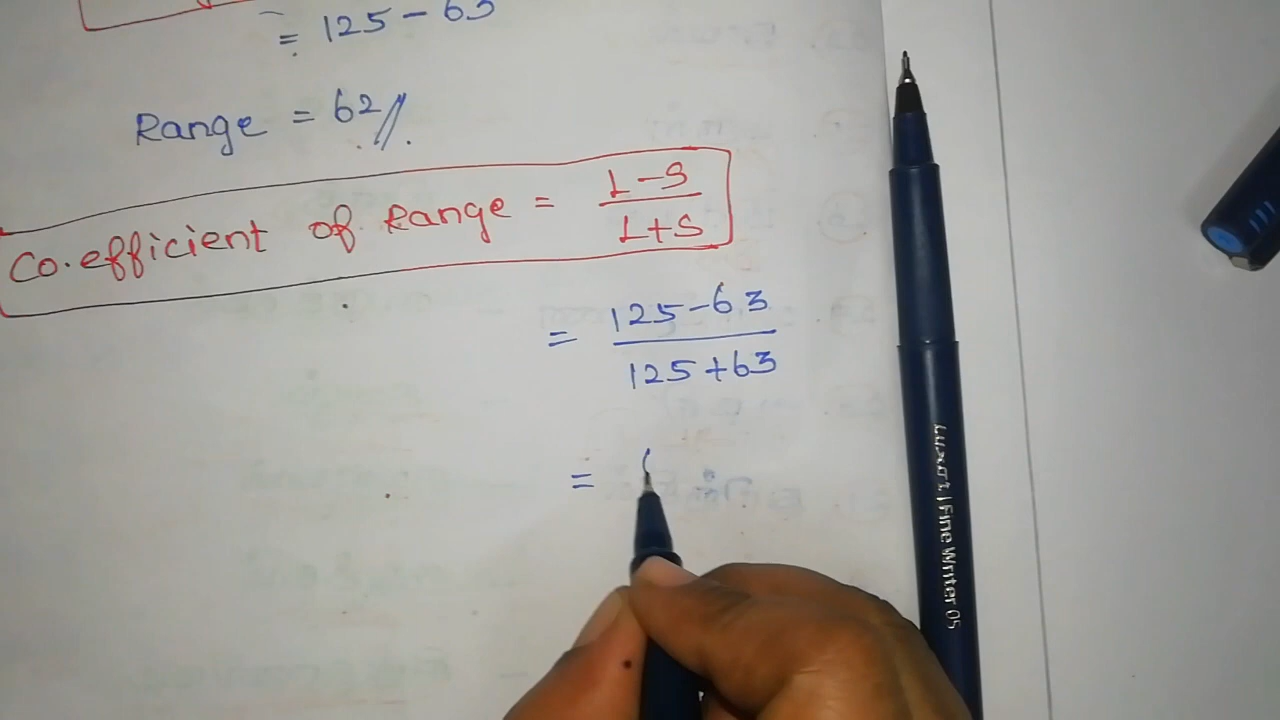 = 125 - 63
Range = 62//.
Co.efficient of Range = L-S
L+S
= 125-63
125+63
=
Luxor | Fine Writer 05